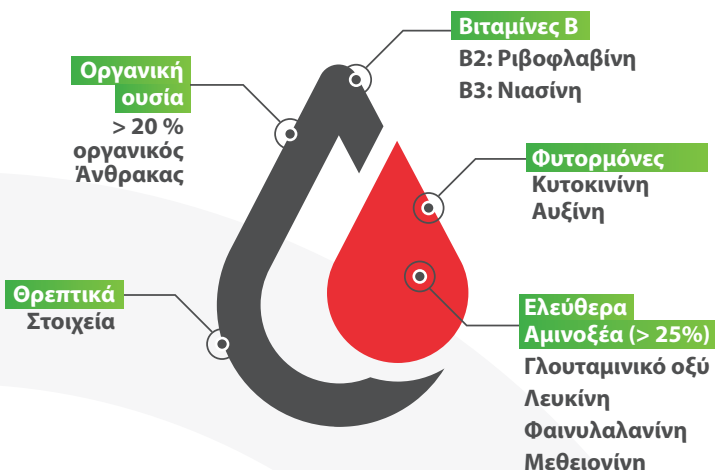 Βιταμίνες Β
Β2: Ριβοφλαβίνη
Β3: Νιασίνη
Οργανική
ουσία
> 20 %
οργανικός
Άνθρακας
Φυτορμόνες
Κυτοκινίνη
Αυξίνη
Θρεπτικά
Στοιχεία
Ελεύθερα
Αμινοξέα (> 25%)
Γλουταμινικό οξύ
Λευκίνη
Φαινυλαλανίνη
Μεθειονίνη